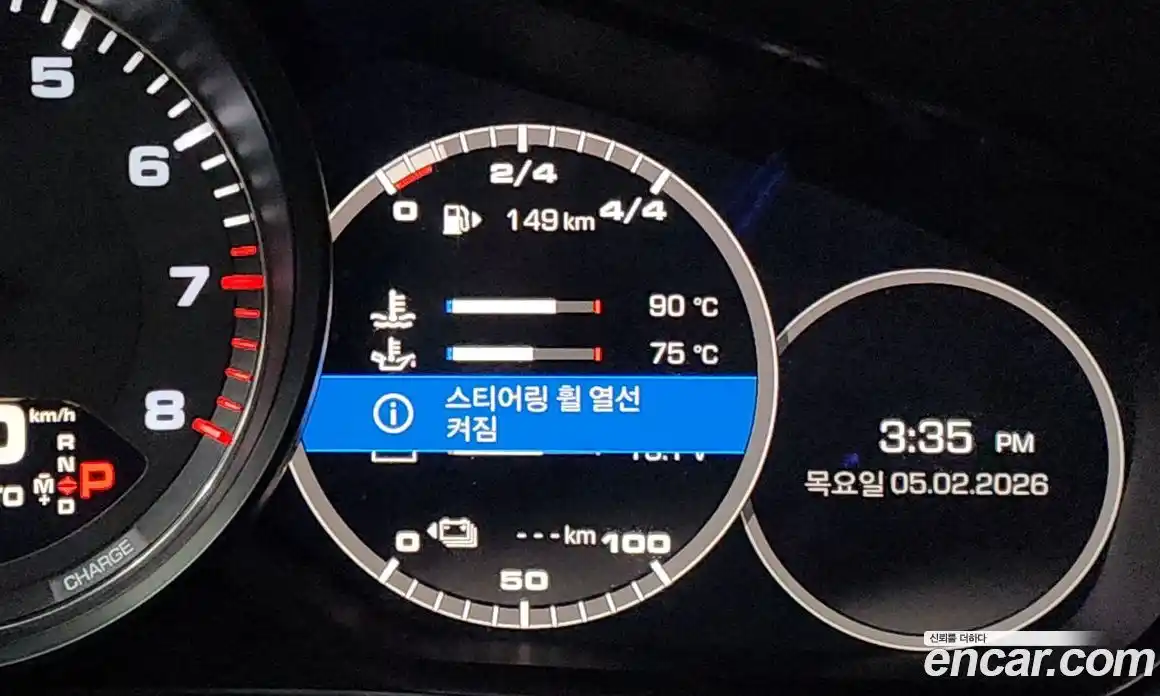 5
6
7
8
km/h
R
N
P
M
+
D
CHARGE
2/4
0
4/4
149 km
90 °C
75 °C
스티어링 휠 열선
켜짐
0
---km
100
50
3:35 PM
목요일 05.02.2026
신뢰를 더하다
encar.com